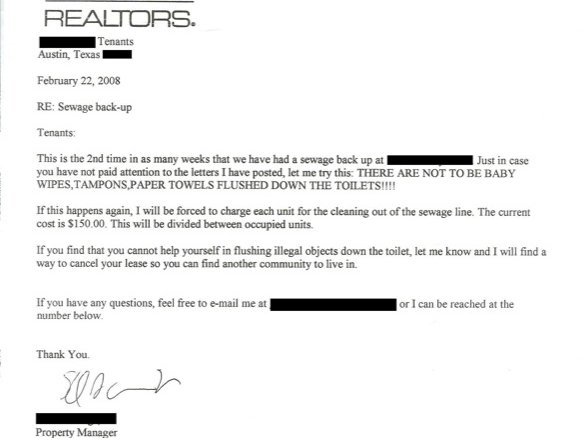 REALTORS.
Tenants
Austin, Texas
February 22, 2008
RE: Sewage back-up
Tenants:
This is the 2nd time in as many weeks that we have had a sewage back up at Just in case
you have not paid attention to the letters I have posted, let me try this: THERE ARE NOT TO BE BABY
WIPES,TAMPONS,PAPER TOWELS FLUSHED DOWN THE TOILETS!!!!
If this happens again, I will be forced to charge each unit for the cleaning out of the sewage line. The current
cost is $150.00. This will be divided between occupied units.
If you find that you cannot help yourself in flushing illegal objects down the toilet, let me know and I will find a
way to cancel your lease so you can find another community to live in.
If you have any questions, feel free to e-mail me at or I can be reached at the
number below.
Thank You.
Property Manager